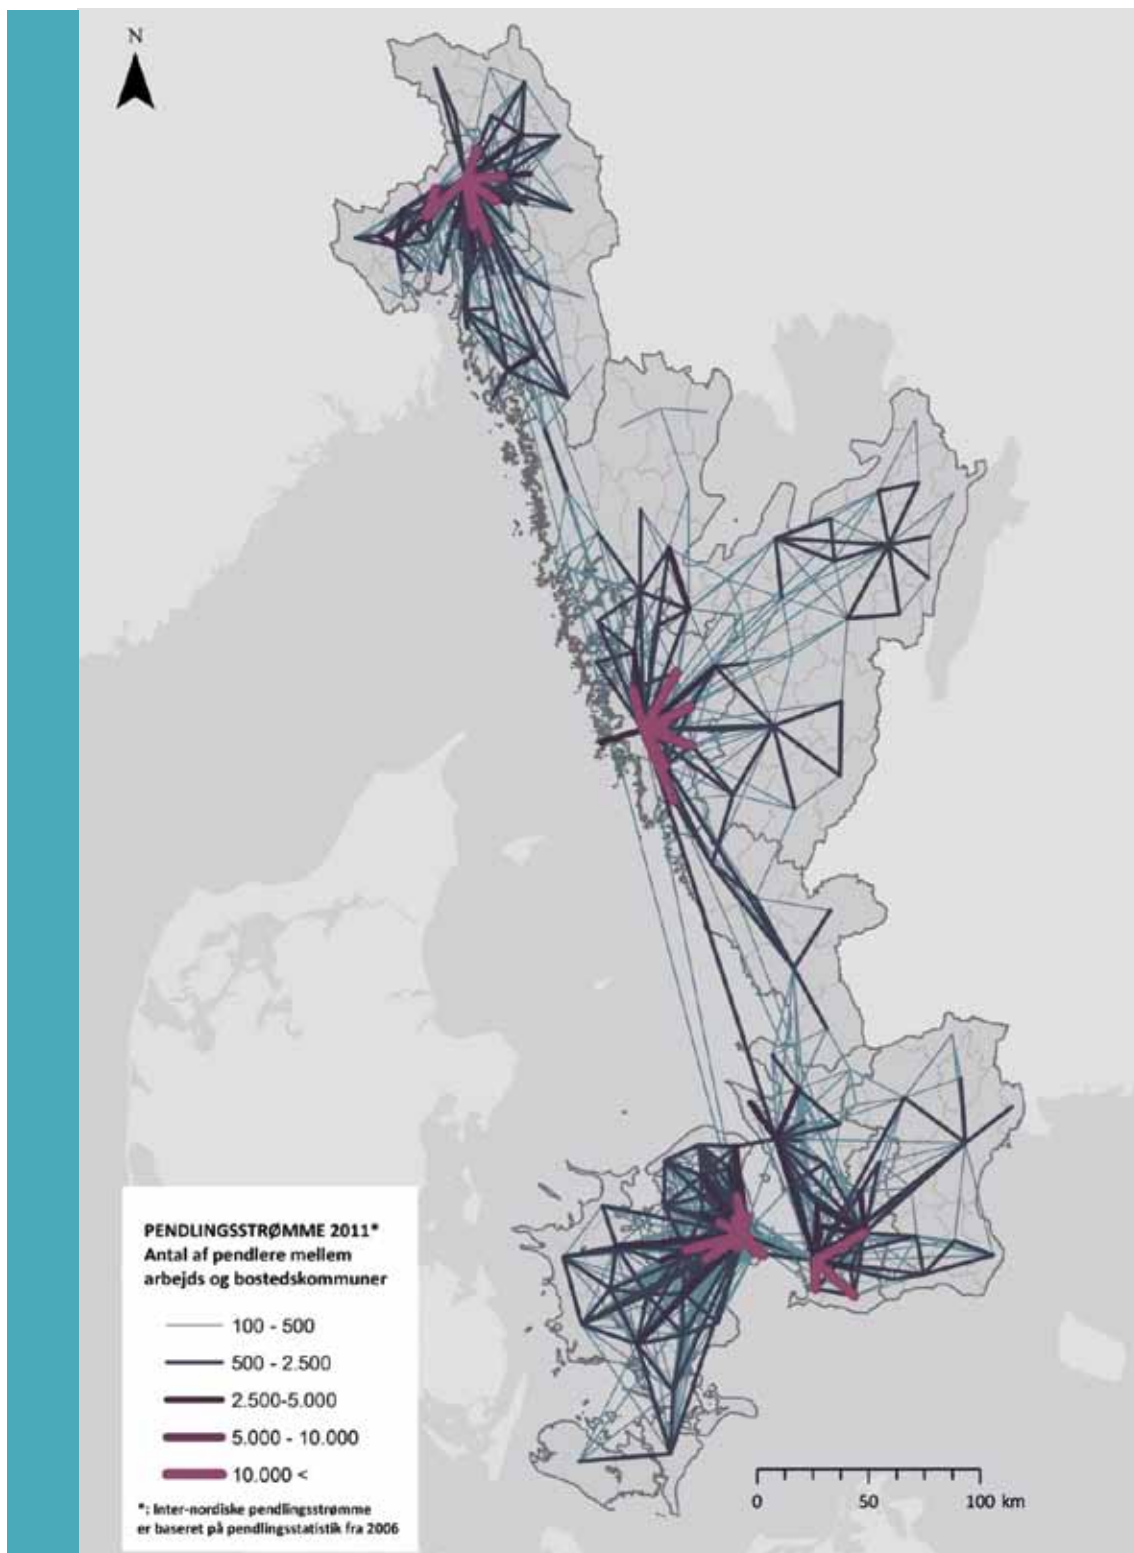 N
PENDLINGSSTRØMME 2011*
Antal af pendlere mellem
arbejds og bostedskommuner
100 - 500
500 - 2.500
2.500-5.000
5.000 - 10.000
10.000 <
*: Inter-nordiske pendlingsstrømme
er baseret på pendlingsstatistik fra 2006
0 50 100 km